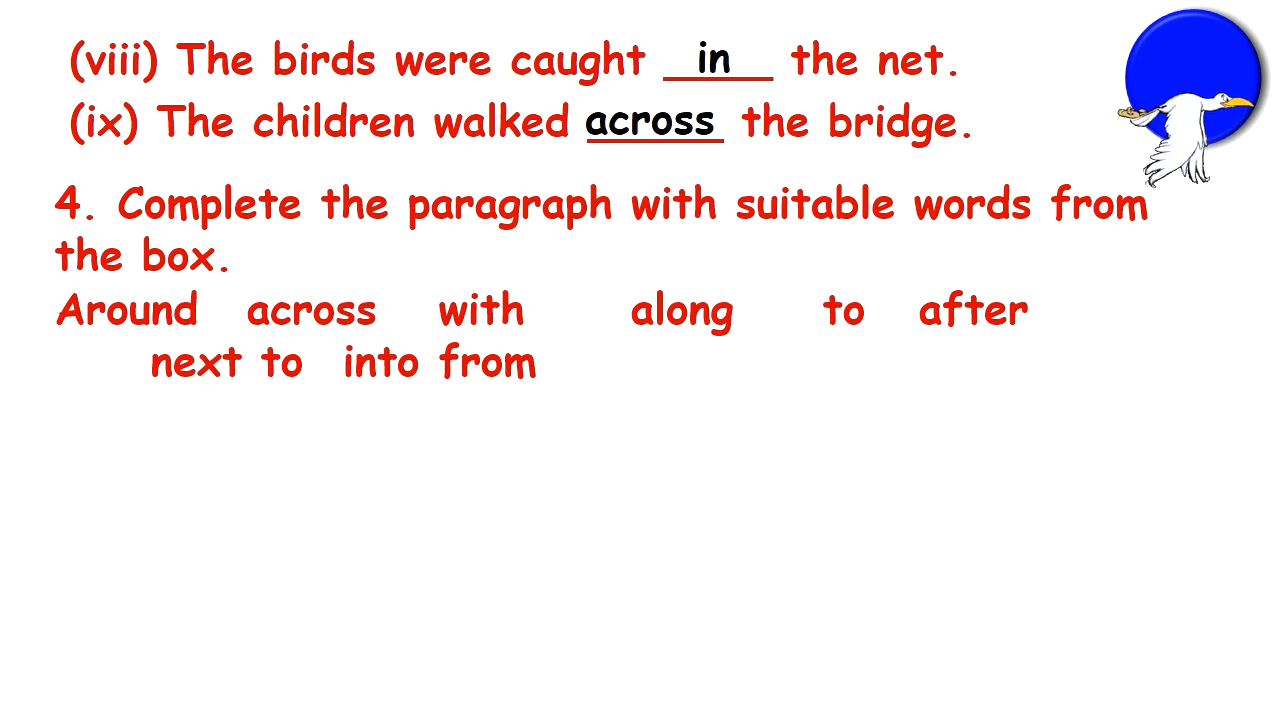 (viii) The birds were caught in the net.
(ix) The children walked across the bridge.
4. Complete the paragraph with suitable words from
the box.
Around across with along to after
next to into from